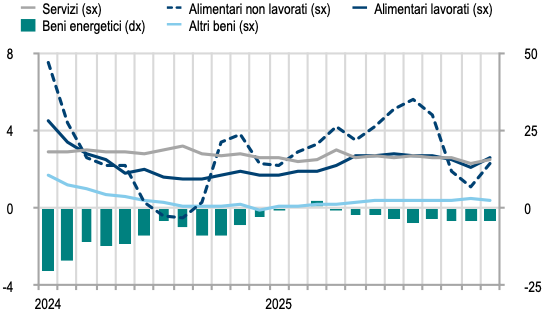 Servizi (sx) Alimentari non lavorati (sx) Alimentari lavorati (sx)
Beni energetici (dx) Altri beni (sx)
8 50
4 25
0 0
-4 -25
2024 2025